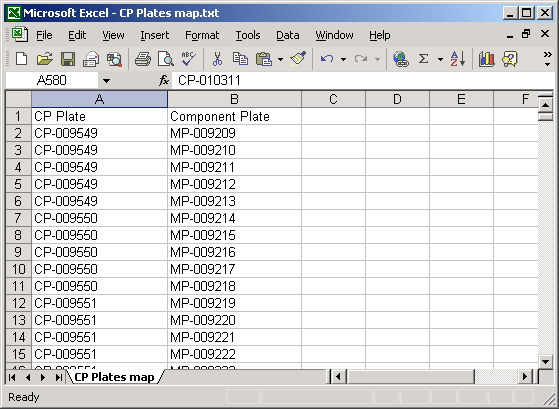 Microsoft Excel - CP Plates map.txt
File Edit View Insert Format Tools Data Window Help
A580 fx CP-010311
A B C D E F
1 CP Plate Component Plate
2 CP-009549 MP-009209
3 CP-009549 MP-009210
4 CP-009549 MP-009211
5 CP-009549 MP-009212
6 CP-009549 MP-009213
7 CP-009550 MP-009214
8 CP-009550 MP-009215
9 CP-009550 MP-009216
10 CP-009550 MP-009217
11 CP-009550 MP-009218
12 CP-009551 MP-009219
13 CP-009551 MP-009220
14 CP-009551 MP-009221
15 CP-009551 MP-009222
CP Plates map
Ready